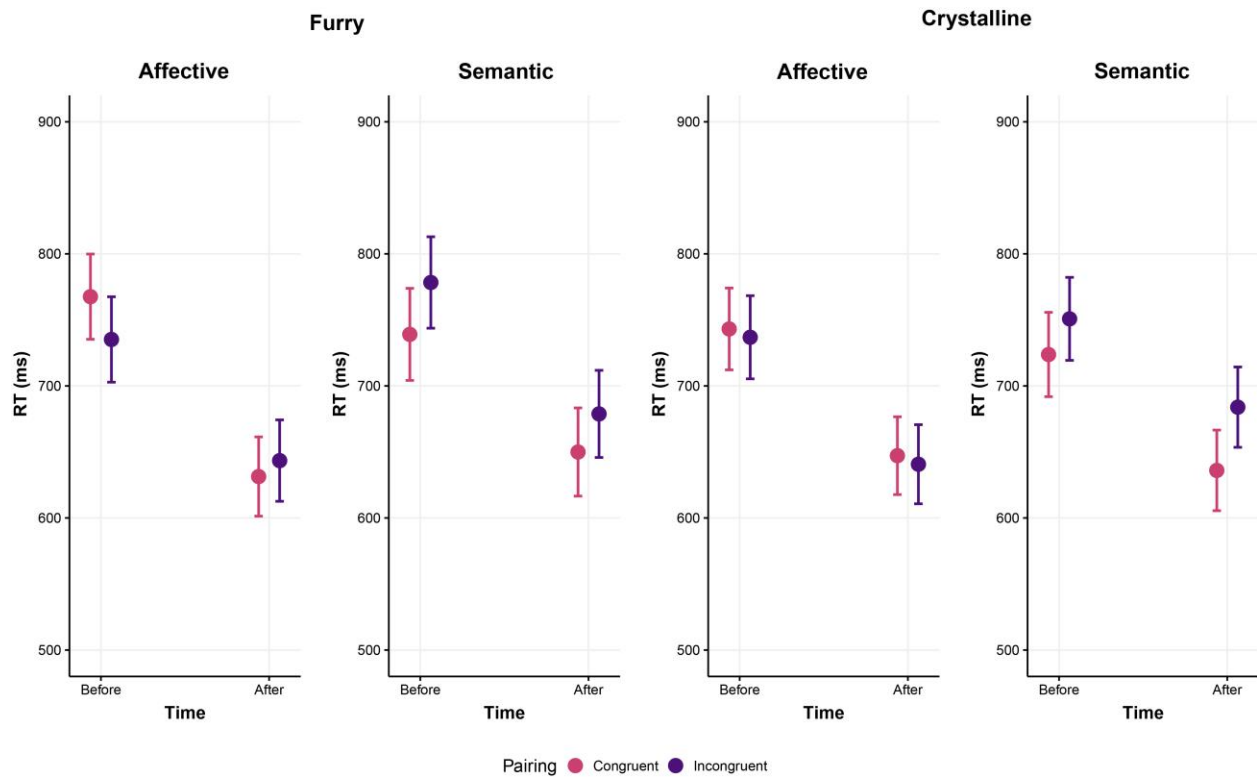 Furry
Crystalline
Affective
Semantic
Affective
Semantic
900
800
700
600
500
RT (ms)
Before
After
Time
900
800
700
600
500
RT (ms)
Before
After
Time
900
800
700
600
500
RT (ms)
Before
After
Time
900
800
700
600
500
RT (ms)
Before
After
Time
Pairing Congruent Incongruent